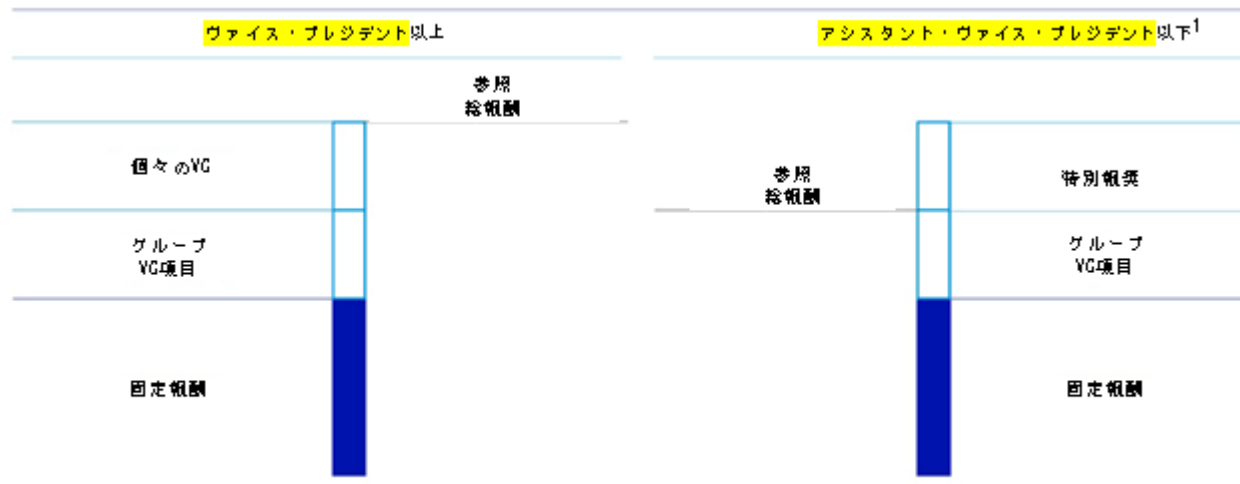 ヴァイス・プレジデント以上
参照
総報酬
個々のVC
グループ
VC項目
固定報酬
アシスタント・ヴァイス・プレジデント以下1
参照
総報酬
特別報奨
グループ
VC項目
固定報酬